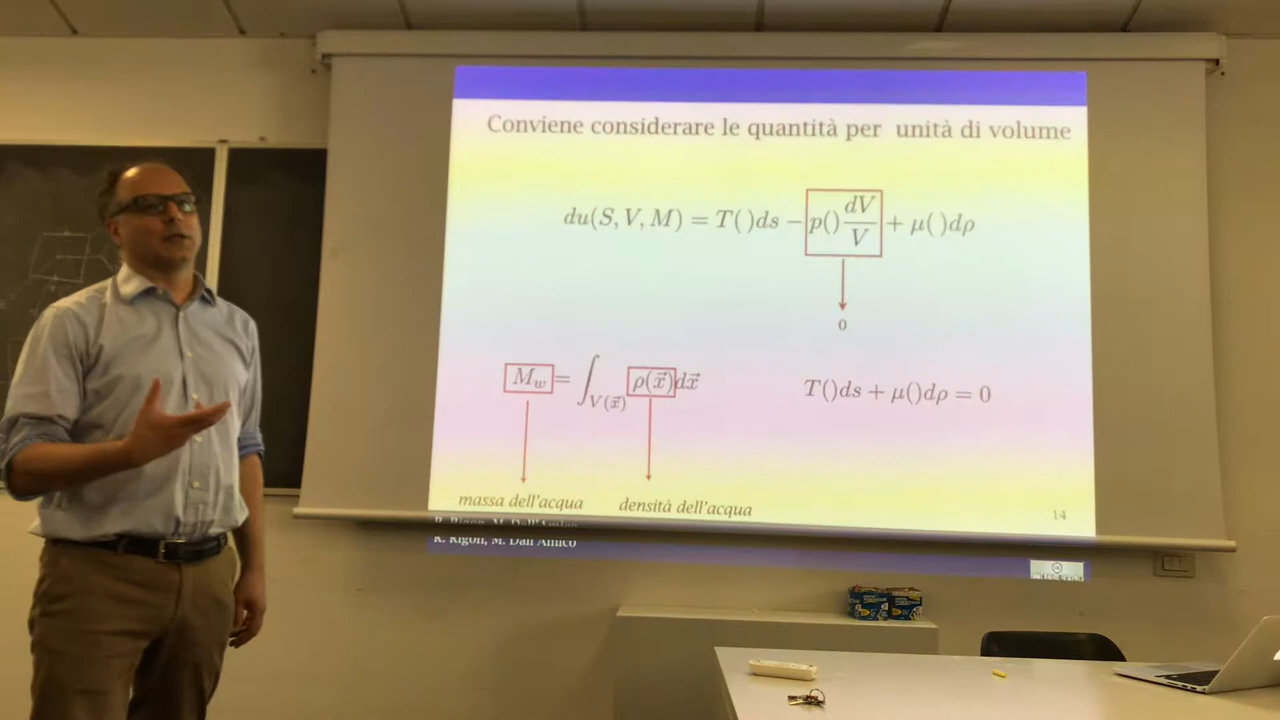 Conviene considerare le quantità per unità di volume
du(S, V, M) = T()ds − p() dV/V + μ()dρ
0
M_w = ∫_{V(x⃗)} ρ(x⃗)dx⃗
T()ds + μ()dρ = 0
massa dell'acqua
densità dell'acqua
14
R. Rigon, M. Dall'Amico